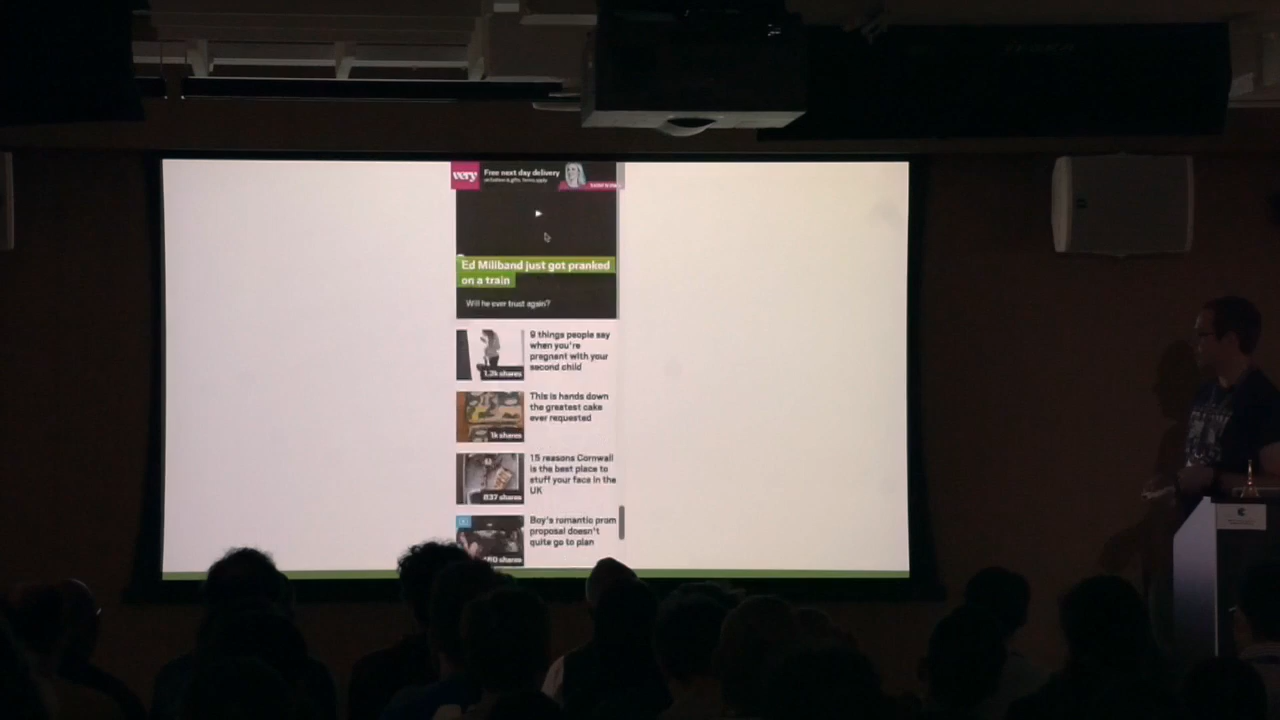 very
Free next day delivery
Ed Miliband just got pranked
on a train
Will he ever trust again?
9 things people say
when you're
pregnant with your
second child
1.3k shares
This is hands down
the greatest cake
ever requested
1k shares
15 reasons Cornwall
is the best place to
stuff your face in the
UK
837 shares
Boy's romantic prom
proposal doesn't
quite go to plan
shares